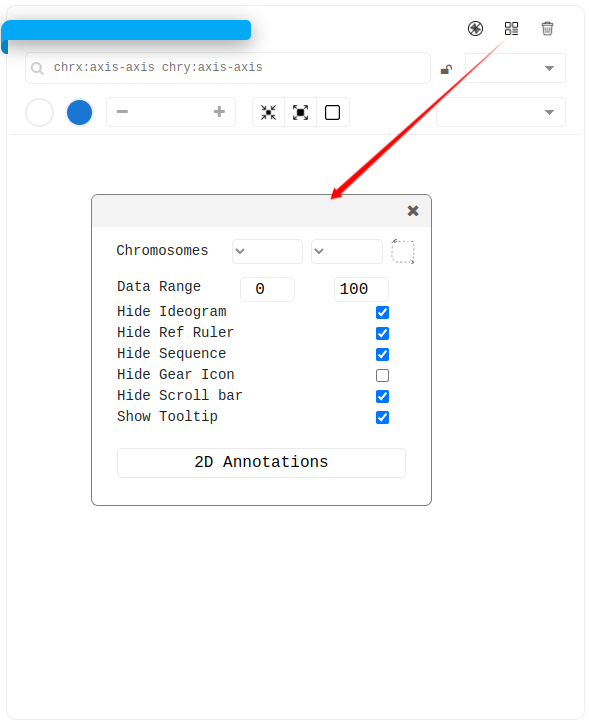 chrx:axis-axis chry:axis-axis
Chromosomes
Data Range 0 100
Hide Ideogram
Hide Ref Ruler
Hide Sequence
Hide Gear Icon
Hide Scroll bar
Show Tooltip
2D Annotations